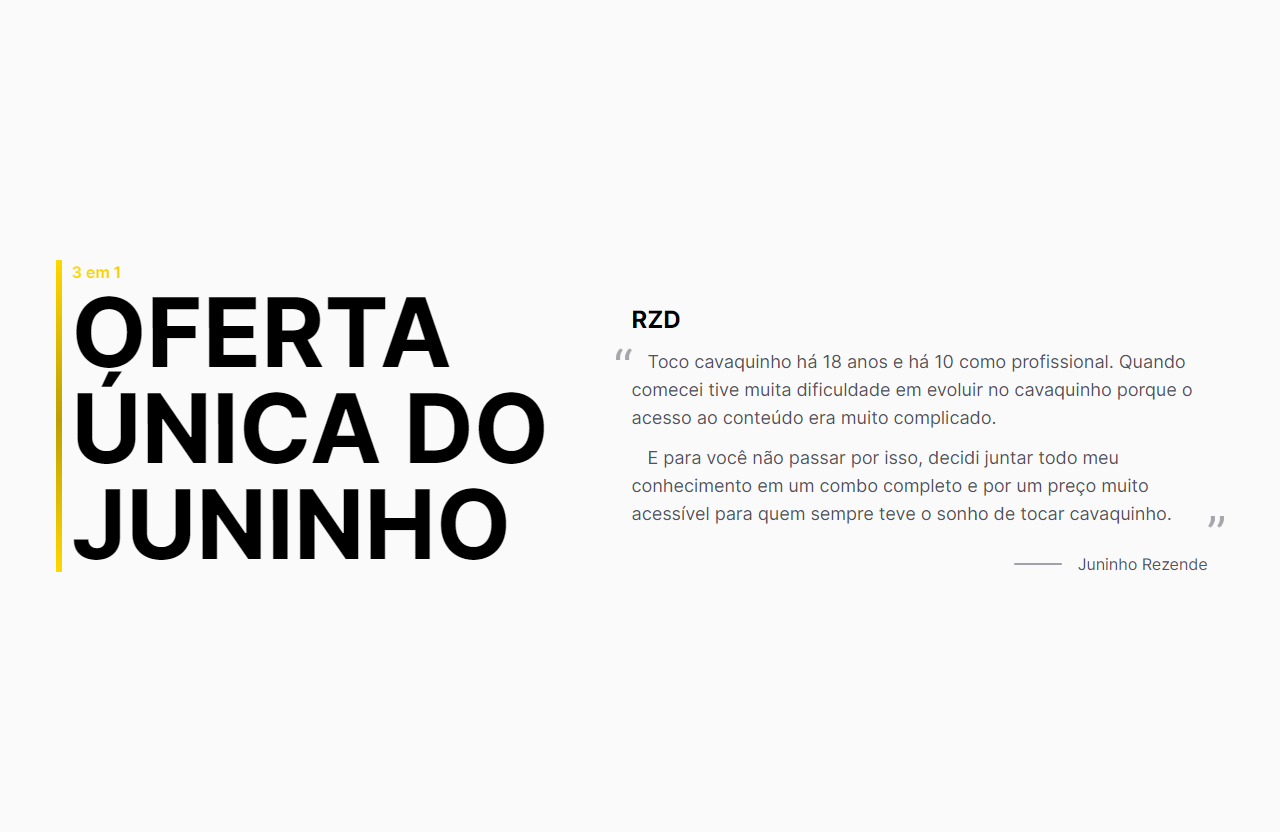 3 em 1
OFERTA
ÚNICA DO
JUNINHO
RZD
“ Toco cavaquinho há 18 anos e há 10 como profissional. Quando
comecei tive muita dificuldade em evoluir no cavaquinho porque o
acesso ao conteúdo era muito complicado.
E para você não passar por isso, decidi juntar todo meu
conhecimento em um combo completo e por um preço muito
acessível para quem sempre teve o sonho de tocar cavaquinho. ”
Juninho Rezende